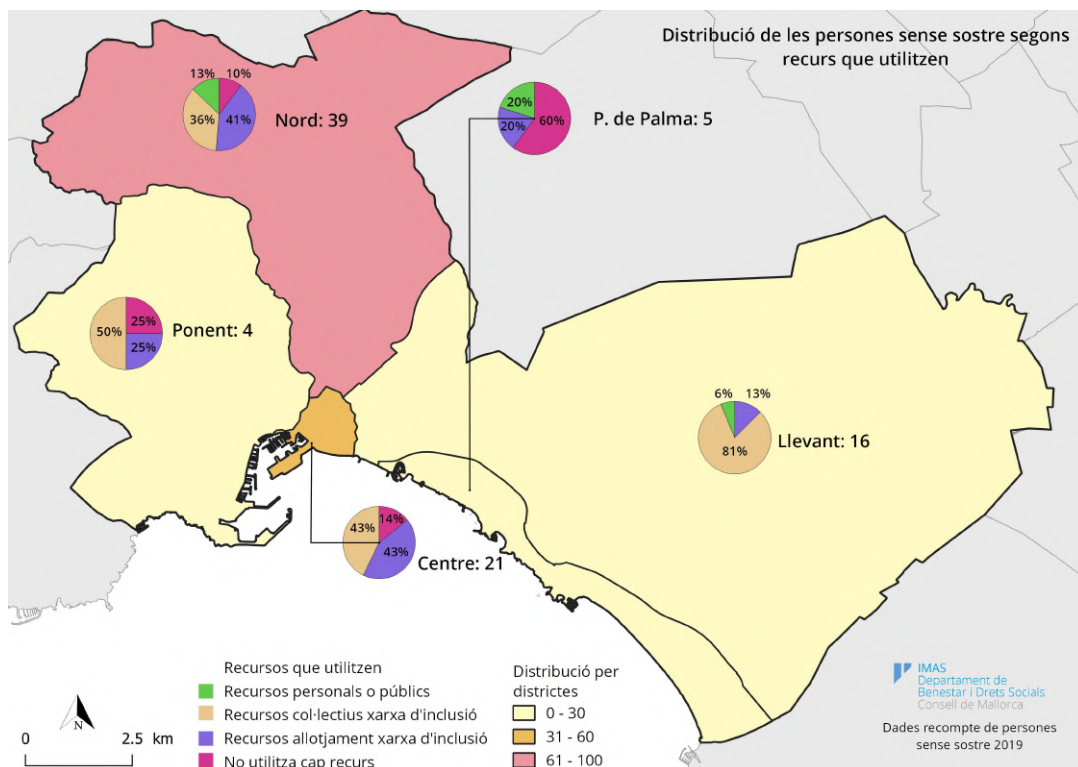 Distribució de les persones sense sostre segons
recurs que utilitzen
13%
10%
36%
41%
Nord: 39
20%
20%
60%
P. de Palma: 5
50%
25%
25%
Ponent: 4
6%
13%
81%
Llevant: 16
43%
14%
43%
Centre: 21
Recursos que utilitzen
Recursos personals o públics
Recursos col·lectius xarxa d'inclusió
Recursos allotjament xarxa d'inclusió
No utilitza cap recurs
Distribució per
districtes
0 - 30
31 - 60
61 - 100
N
0
2.5 km
IMAS
Departament de
Benestar i Drets Socials
Consell de Mallorca
Dades recompte de persones
sense sostre 2019